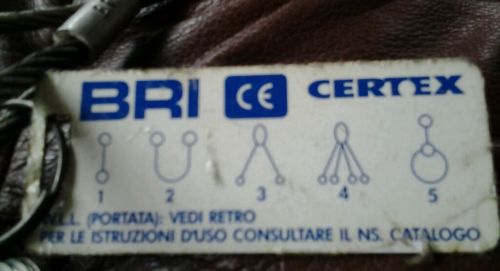 BRI CE CERTEX
1 2 3 4 5
W.L.L. (PORTATA): VEDI RETRO
PER LE ISTRUZIONI D'USO CONSULTARE IL NS. CATALOGO